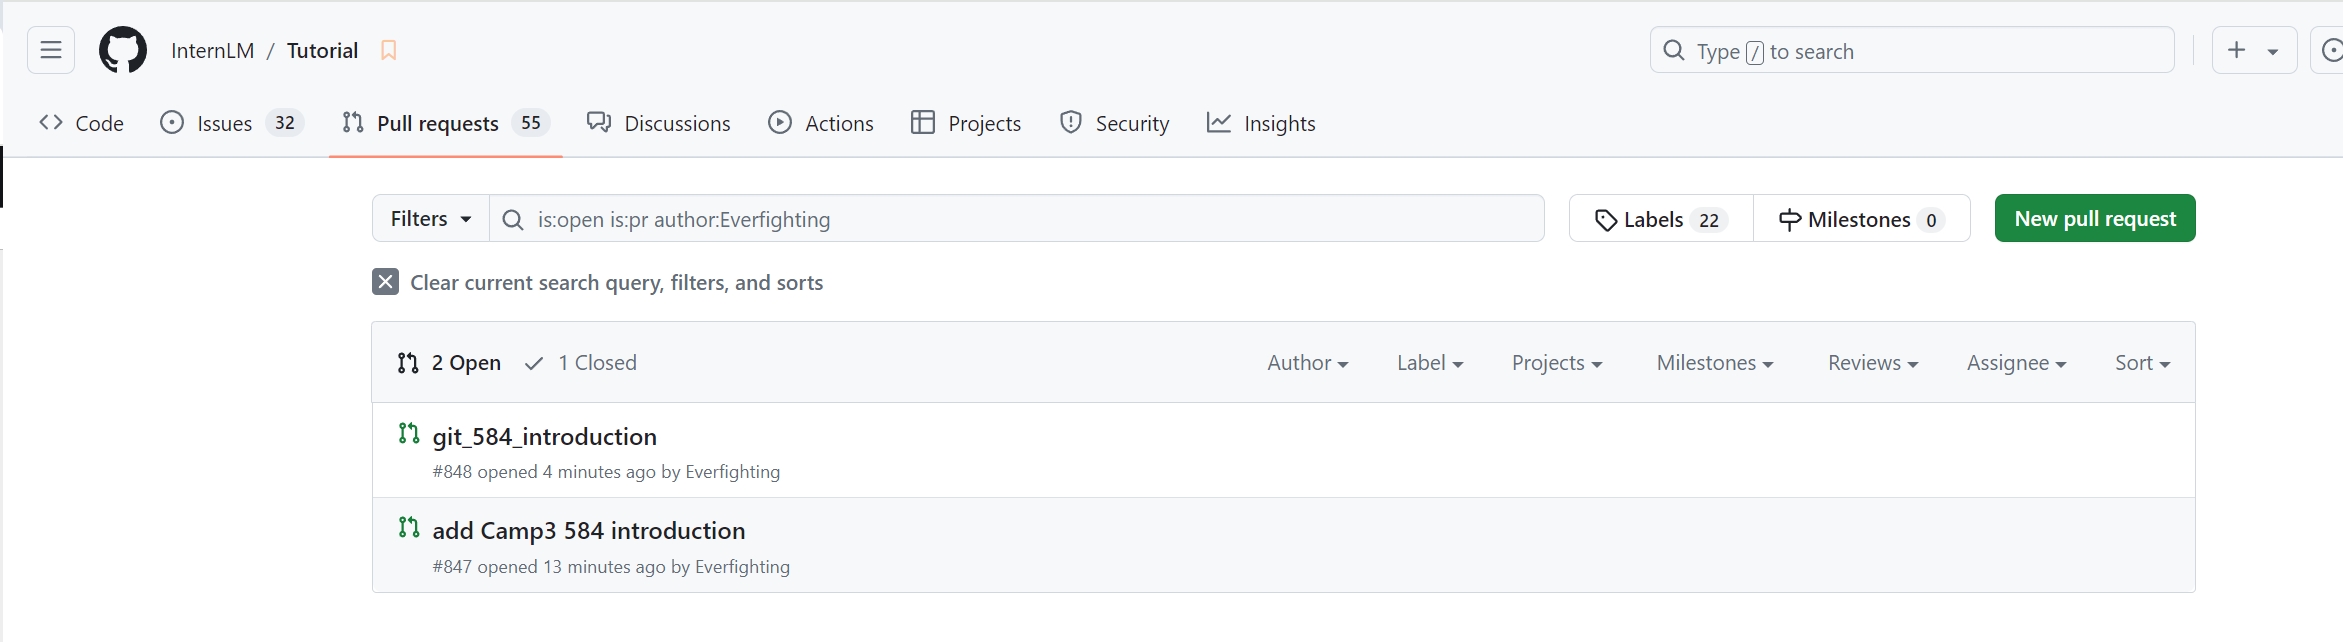 InternLM / Tutorial
Type / to search
Code Issues 32 Pull requests 55 Discussions Actions Projects Security Insights
Filters is:open is:pr author:Everfighting Labels 22 Milestones 0 New pull request
Clear current search query, filters, and sorts
2 Open 1 Closed Author Label Projects Milestones Reviews Assignee Sort
git_584_introduction
#848 opened 4 minutes ago by Everfighting
add Camp3 584 introduction
#847 opened 13 minutes ago by Everfighting